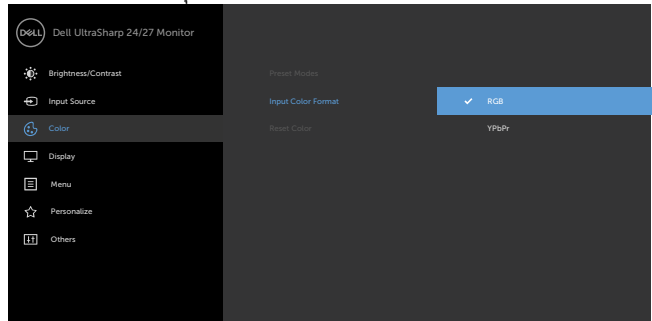 DELL Dell UltraSharp 24/27 Monitor
Brightness/Contrast Preset Modes
Input Source Input Color Format RGB
Color Reset Color YPbPr
Display
Menu
Personalize
Others